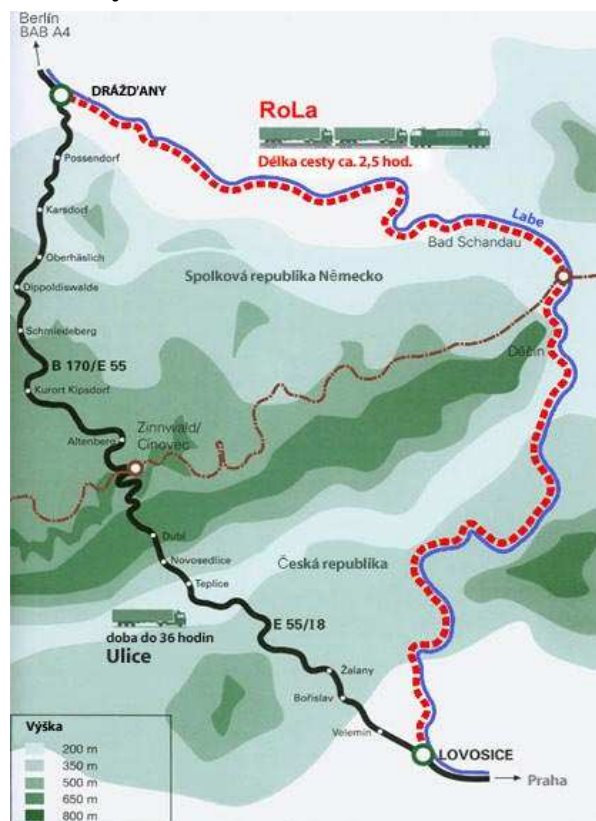 Berlín
BAB A4
DRÁŽĎANY
RoLa
Délka cesty ca. 2,5 hod.
Possendorf
Labe
Karsdorf
Bad Schandau
Oberhäslich
Spolková republika Německo
Dippoldiswalde
Schmiedeberg
Děčín
B 170/E 55
Kurort Kipsdorf
Zinnwald/
Altenberg
Cínovec
Dubí
Novosedlice
Česká republika
Teplice
doba do 36 hodin
E 55/18
Ulice
Žalany
Bořislav
Výška
Velemín
200 m
LOVOSICE
350 m
Praha
500 m
650 m
800 m